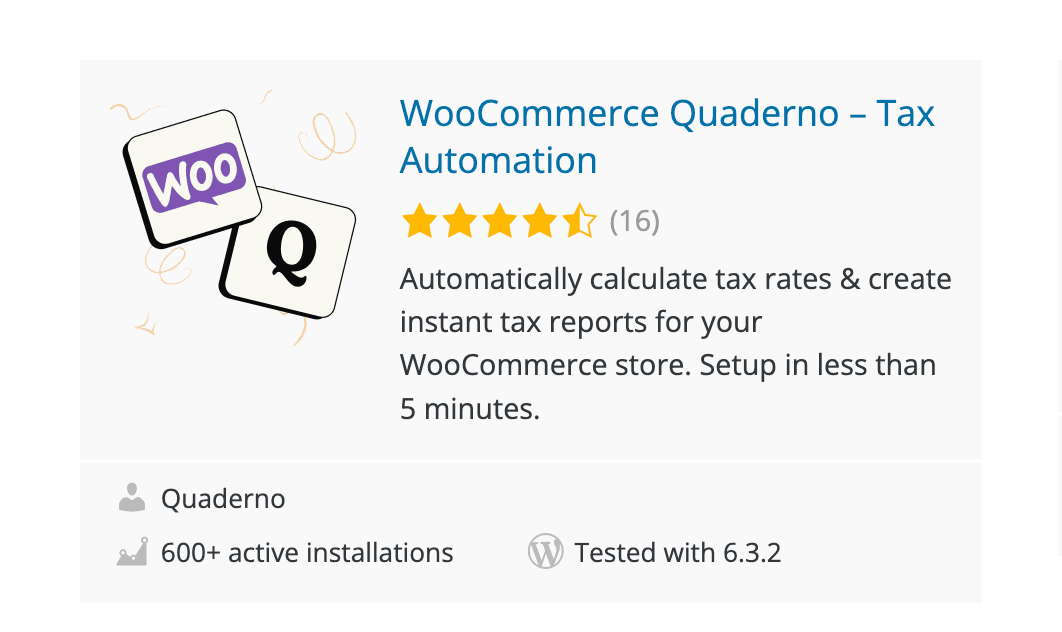 WooCommerce Quaderno – Tax
Automation
(16)
Automatically calculate tax rates & create
instant tax reports for your
WooCommerce store. Setup in less than
5 minutes.
WOO
Q
Quaderno
600+ active installations
Tested with 6.3.2